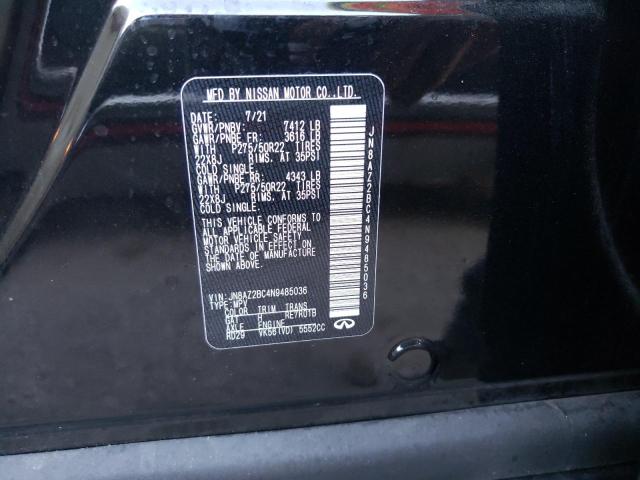 MFD BY NISSAN MOTOR CO.,LTD.
DATE: 7/21
GVWR/PNBV: 7412 LB
GAWR/PNBE FR: 3616 LB
WITH P275/50R22 TIRES
22X8J RIMS, AT 35PSI
COLD SINGLE
GAWR/PNBE RR: 4343 LB
WITH P275/50R22 TIRES
22X8J RIMS, AT 35PSI
COLD SINGLE
THIS VEHICLE CONFORMS TO
ALL APPLICABLE FEDERAL
MOTOR VEHICLE SAFETY
STANDARDS IN EFFECT ON
THE DATE OF MANUFACTURE
SHOWN ABOVE.
VIN: JN8AZ2BC4N9485036
TYPE: MPV
COLOR TRIM TRANS
GAT H RE7R01B
AXLE ENGINE
RD29 VK56(VD) 5552CC
JN8AZ2BC4N9485036